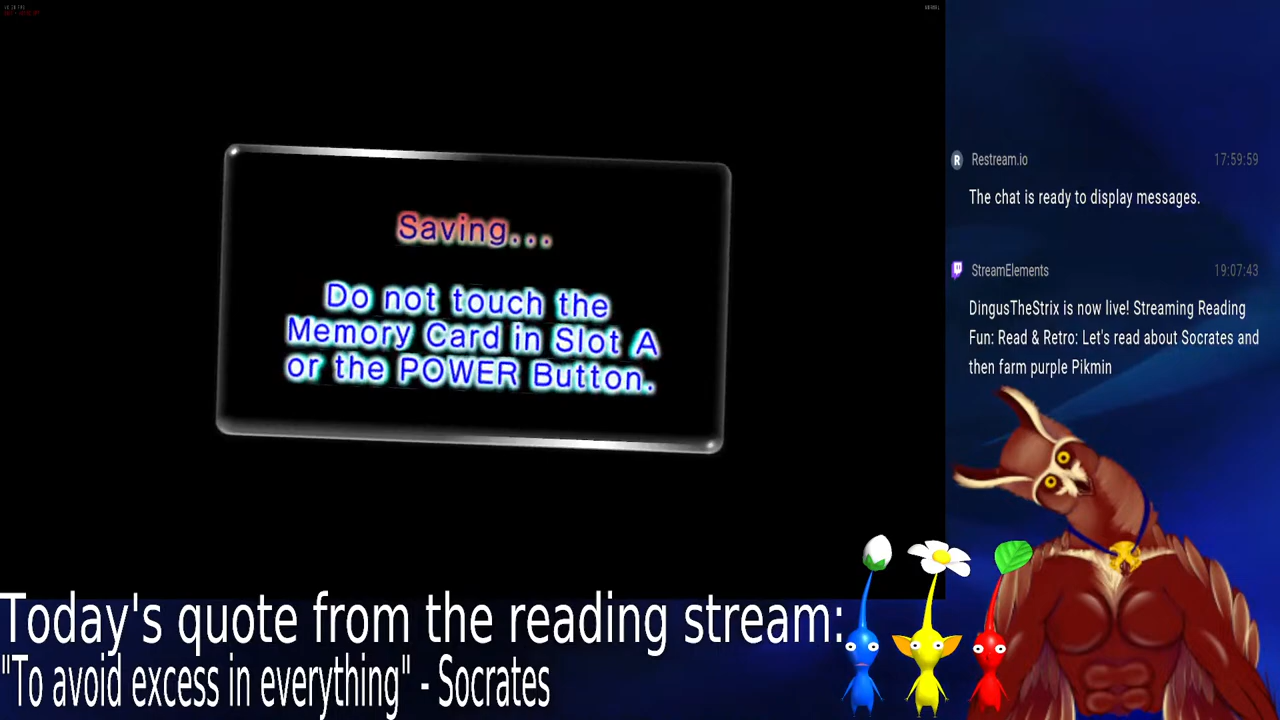 Saving...
Do not touch the
Memory Card in Slot A
or the POWER Button.
Restream.io 17:59:59
The chat is ready to display messages.
StreamElements 19:07:43
DingusTheStrix is now live! Streaming Reading
Fun: Read & Retro: Let's read about Socrates and
then farm purple Pikmin
Today's quote from the reading stream:
"To avoid excess in everything" - Socrates